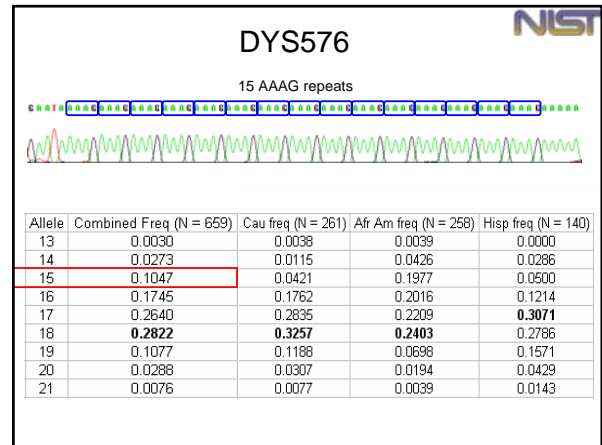 NIST
DYS576
15 AAAG repeats
GAATAAAAGAAAGAAAGAAAGAAAGAAAGAAAGAAAGAAAGAAAGAAAGAAAGAAAGAAAGAAAGAAAAA
Allele Combined Freq (N = 659) Cau freq (N = 261) Afr Am freq (N = 258) Hisp freq (N = 140)
13 0.0030 0.0038 0.0039 0.0000
14 0.0273 0.0115 0.0426 0.0286
15 0.1047 0.0421 0.1977 0.0500
16 0.1745 0.1762 0.2016 0.1214
17 0.2640 0.2835 0.2209 0.3071
18 0.2822 0.3257 0.2403 0.2786
19 0.1077 0.1188 0.0698 0.1571
20 0.0288 0.0307 0.0194 0.0429
21 0.0076 0.0077 0.0039 0.0143